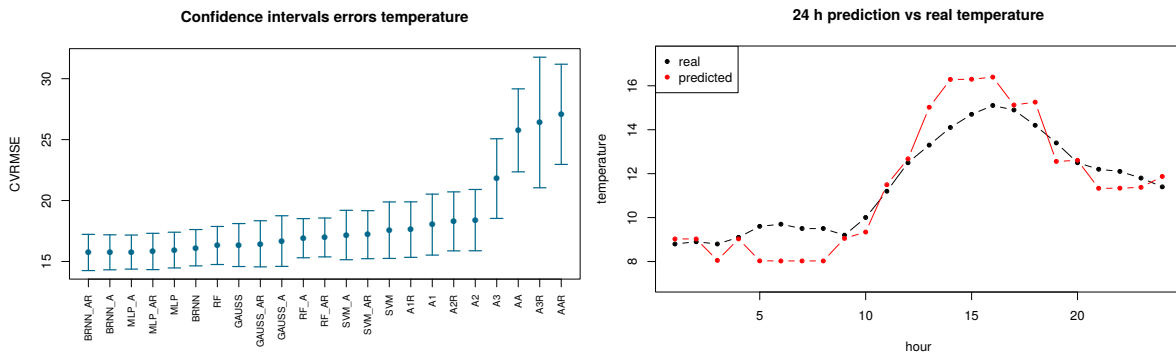 Confidence intervals errors temperature
CVRMSE
30
25
20
15
BRNN_AR
BRNN_A
MLP_A
MLP_AR
MLP
BRNN
RF
GAUSS
GAUSS_AR
GAUSS_A
RF_A
RF_AR
SVM_A
SVM_AR
SVM
A1R
A1
A2R
A2
A3
AA
A3R
AAR
24 h prediction vs real temperature
real
predicted
temperature
16
14
12
10
8
5
10
15
20
hour